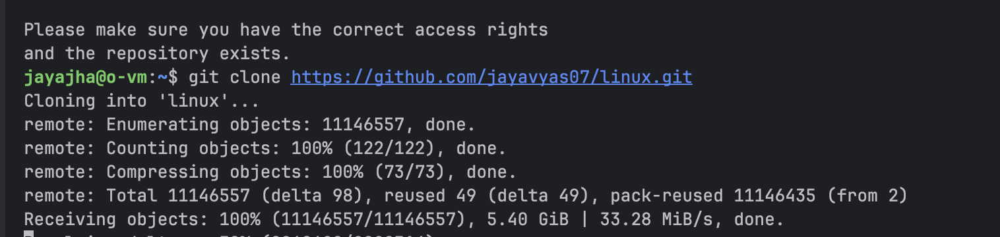 Please make sure you have the correct access rights
and the repository exists.
jayajha@o-vm:~$ git clone https://github.com/jayavyas07/linux.git
Cloning into 'linux'...
remote: Enumerating objects: 11146557, done.
remote: Counting objects: 100% (122/122), done.
remote: Compressing objects: 100% (73/73), done.
remote: Total 11146557 (delta 98), reused 49 (delta 49), pack-reused 11146435 (from 2)
Receiving objects: 100% (11146557/11146557), 5.40 GiB | 33.28 MiB/s, done.